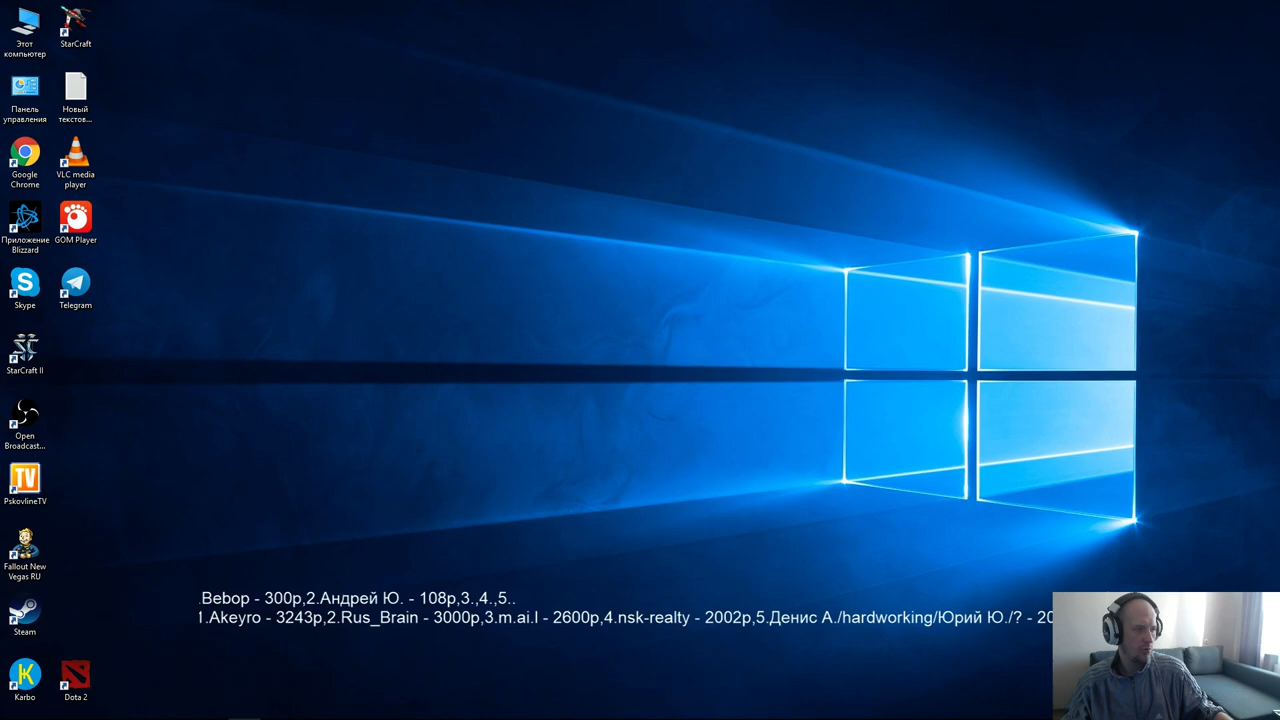 Этот
компьютер
StarCraft
Панель
управления
Новый
текстов...
Google
Chrome
VLC media
player
Приложение
Blizzard
GOM Player
Skype
Telegram
StarCraft II
Open
Broadcast...
TV
PskovlineTV
Fallout New
Vegas RU
Steam
Karbo
Dota 2
.Bebop - 300р,2.Андрей Ю. - 108р,3.,4.,5..
1.Akeyro - 3243р,2.Rus_Brain - 3000р,3.m.ai.l - 2600р,4.nsk-realty - 2002р,5.Денис А./hardworking/Юрий Ю./? - 20